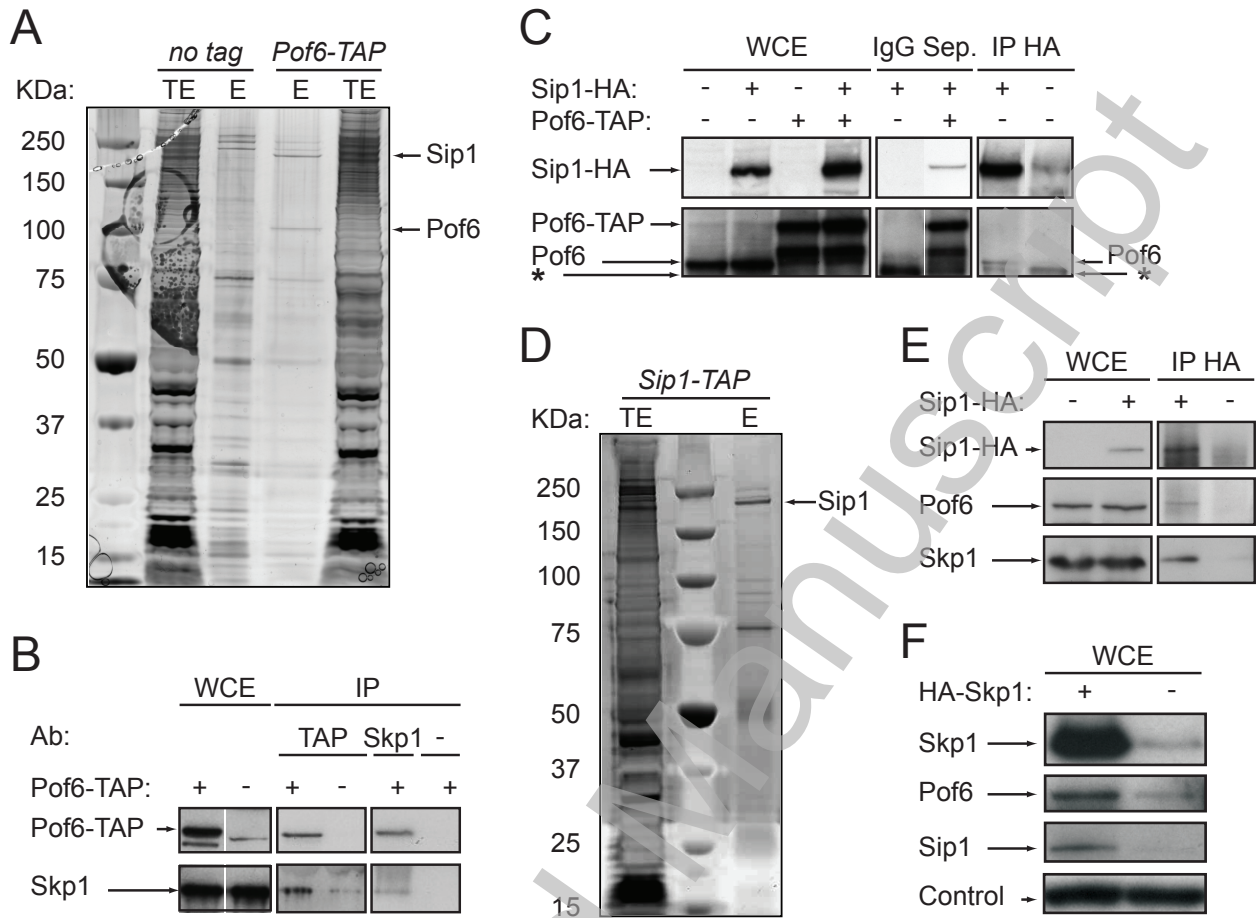 A
no tag Pof6-TAP
KDa: TE E E TE
250
150
100
75
50
37
25
15
Sip1
Pof6
B
WCE IP
Ab: TAP Skp1 -
Pof6-TAP: + - + - + +
Pof6-TAP
Skp1
C
WCE IgG Sep. IP HA
Sip1-HA: - + - + + + + -
Pof6-TAP: - - + + - +
Sip1-HA
Pof6-TAP
Pof6 Pof6
* *
D
Sip1-TAP
KDa: TE E
250
150
100
75
50
37
25
15
Sip1
E
WCE IP HA
Sip1-HA: - + + -
Sip1-HA
Pof6
Skp1
F
WCE
HA-Skp1: + -
Skp1
Pof6
Sip1
Control
Manuscript